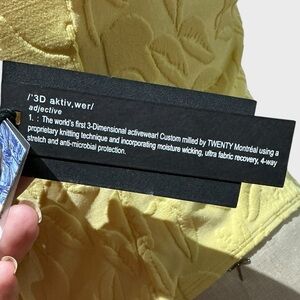 /'3D aktiv,wer/
adjective
1. : The world's first 3-Dimensional activewear! Custom milled by TWENTY Montréal using a
proprietary knitting technique and incorporating moisture wicking, ultra fabric recovery, 4-way
stretch and anti-microbial protection.